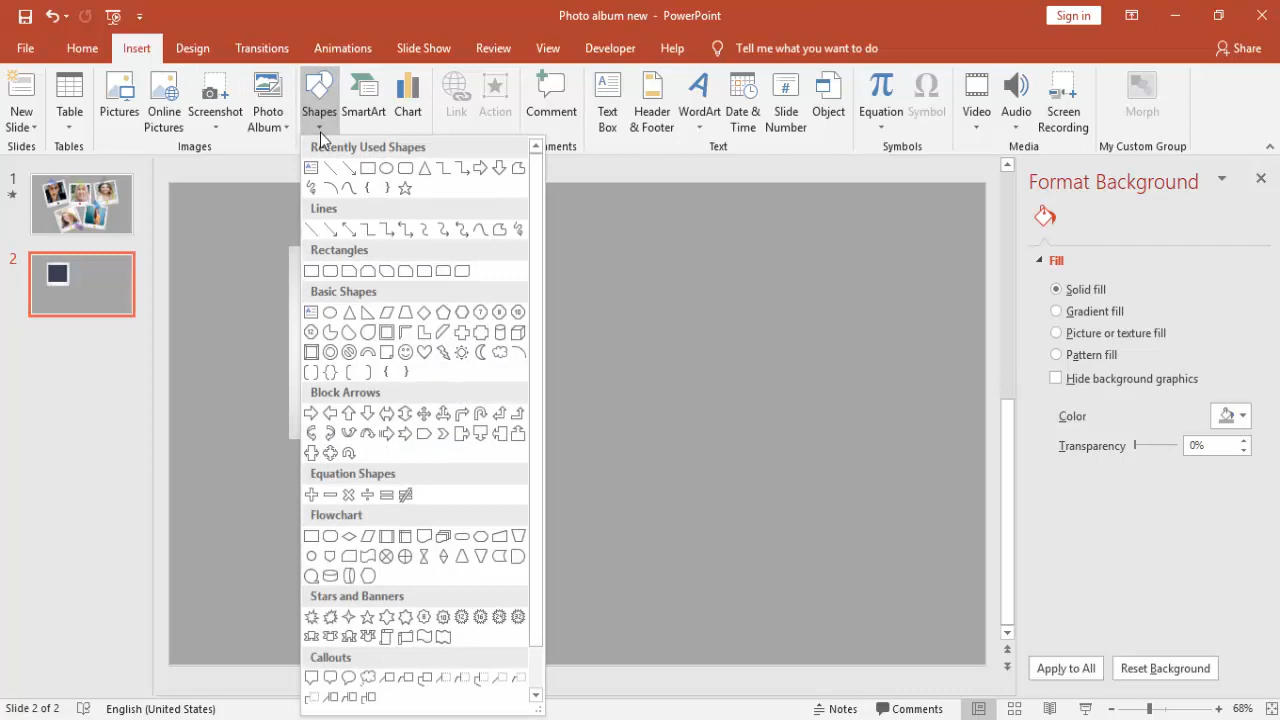 Photo album new - PowerPoint
Sign in
File Home Insert Design Transitions Animations Slide Show Review View Developer Help Tell me what you want to do Share
New Slide
Table
Pictures
Online Pictures
Screenshot
Photo Album
Shapes
SmartArt
Chart
Link
Action
Comment
Text Box
Header & Footer
WordArt
Date & Time
Slide Number
Object
Equation
Symbol
Video
Audio
Screen Recording
Morph
Slides
Tables
Images
mments
Text
Symbols
Media
My Custom Group
1
2
Recently Used Shapes
Lines
Rectangles
Basic Shapes
Block Arrows
Equation Shapes
Flowchart
Stars and Banners
Callouts
Format Background
Fill
Solid fill
Gradient fill
Picture or texture fill
Pattern fill
Hide background graphics
Color
Transparency 0%
Apply to All Reset Background
Slide 2 of 2 English (United States) Notes Comments 68%